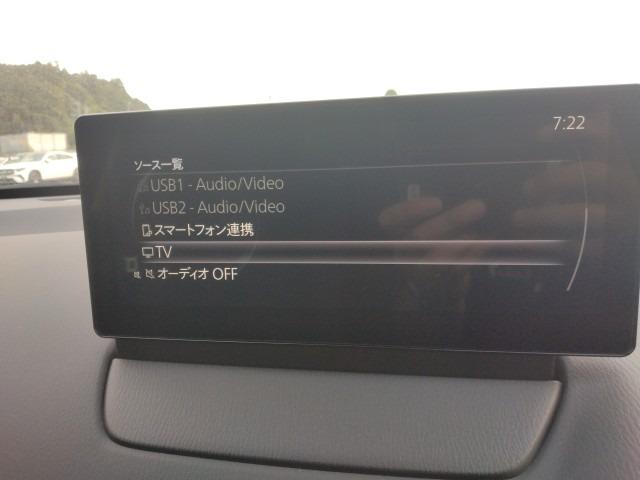 7:22
ソース一覧
USB1 - Audio/Video
USB2 - Audio/Video
スマートフォン連携
TV
オーディオ OFF